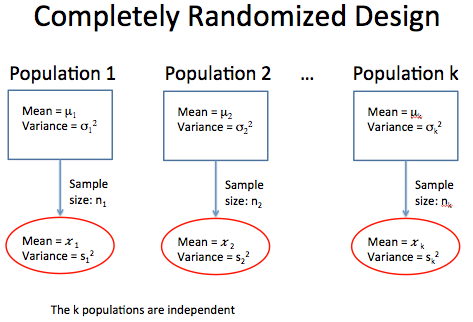 Completely Randomized Design
Population 1 Population 2 ... Population k
Mean = μ₁
Variance = σ₁²
Mean = μ₂
Variance = σ₂²
Mean = μₖ
Variance = σₖ²
Sample
size: n₁
Sample
size: n₂
Sample
size: nₖ
Mean = x₁
Variance = s₁²
Mean = x₂
Variance = s₂²
Mean = xₖ
Variance = sₖ²
The k populations are independent